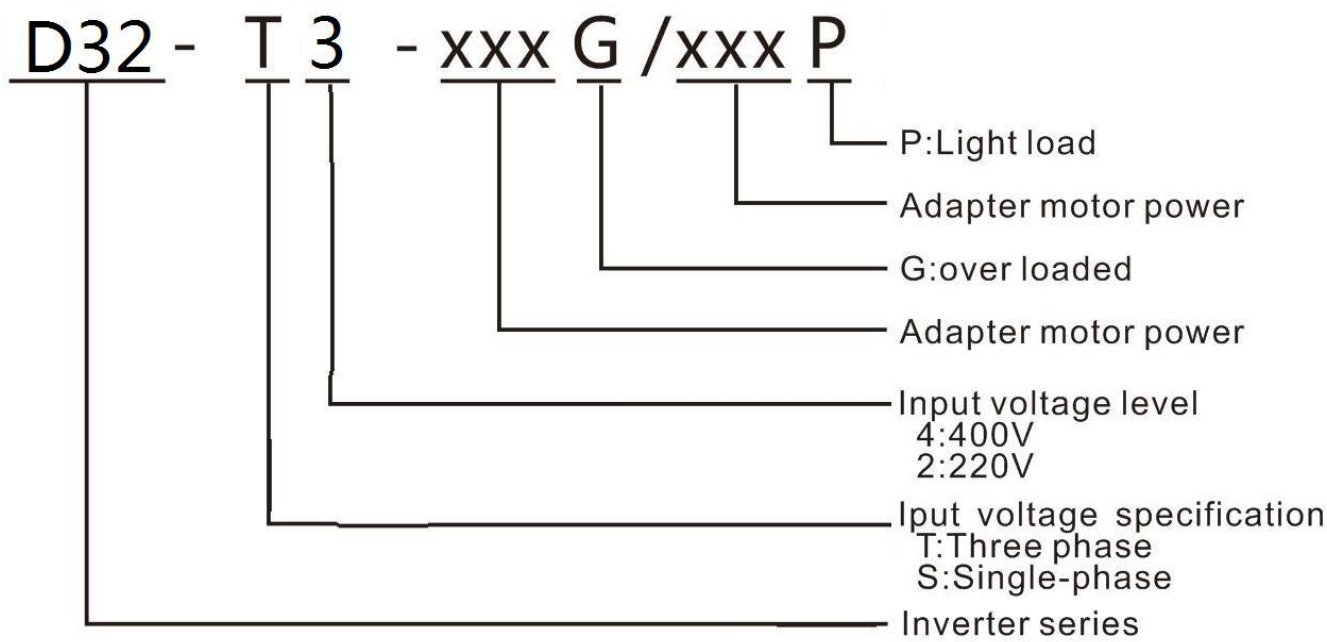 D32 - T 3 - xxx G / xxx P
P:Light load
Adapter motor power
G:over loaded
Adapter motor power
Input voltage level
4:400V
2:220V
Iput voltage specification
T:Three phase
S:Single-phase
Inverter series